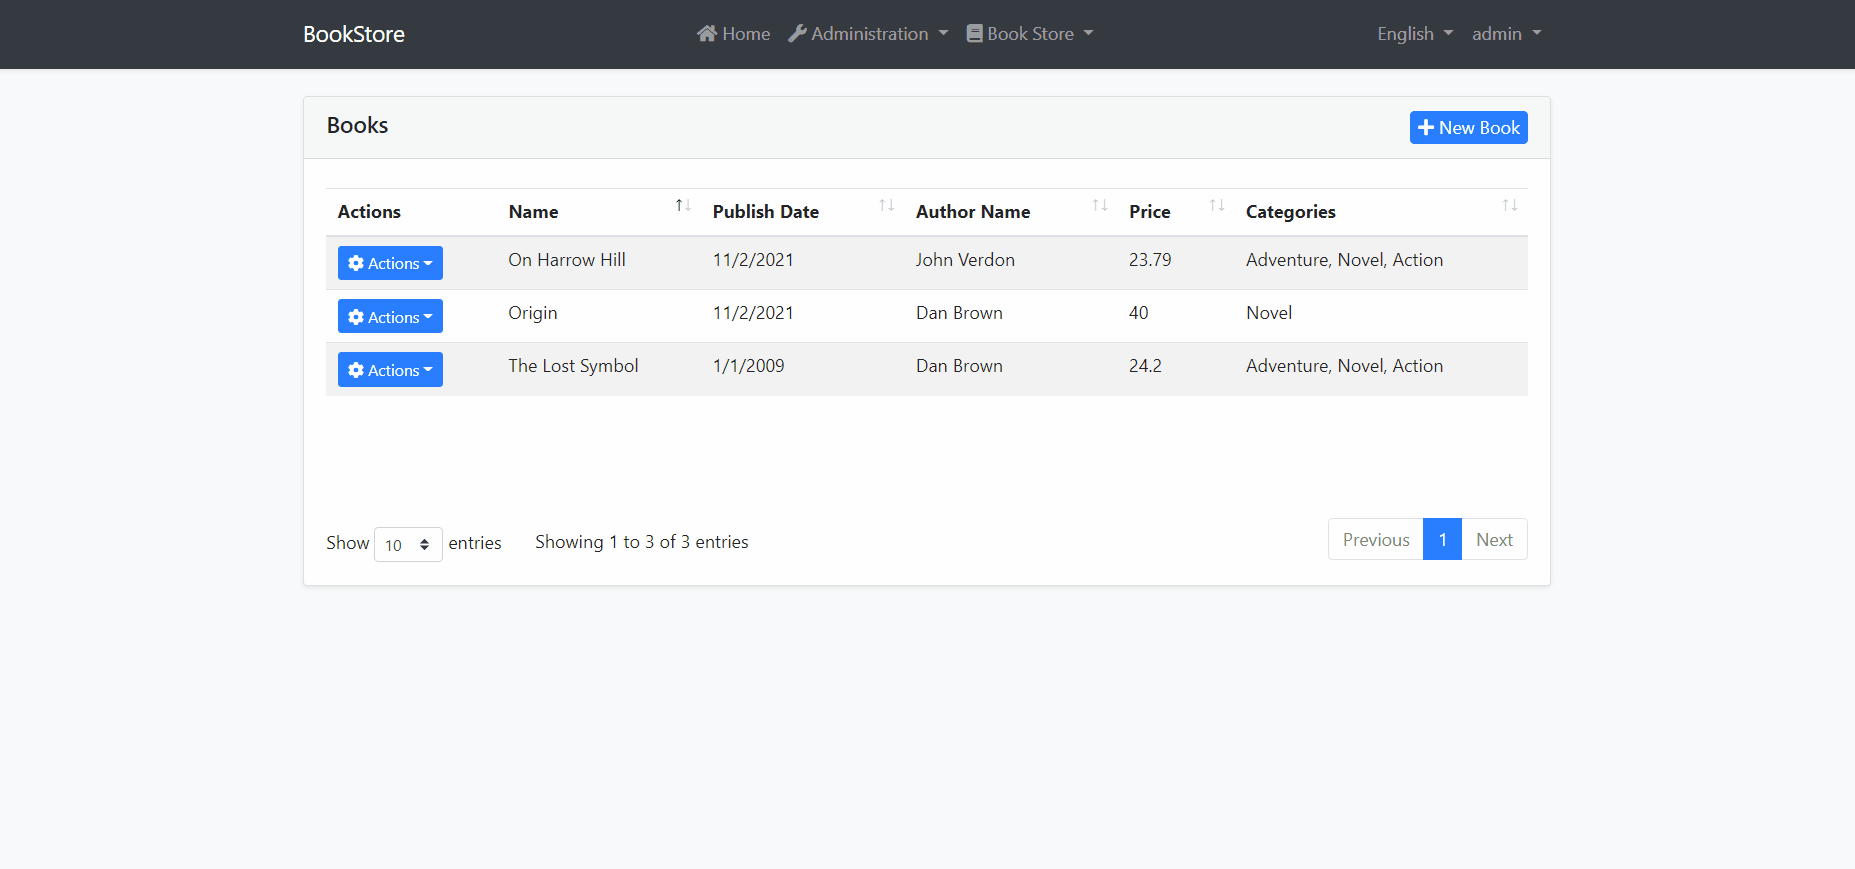 BookStore Home Administration Book Store English admin
Books New Book
Actions Name Publish Date Author Name Price Categories
Actions On Harrow Hill 11/2/2021 John Verdon 23.79 Adventure, Novel, Action
Actions Origin 11/2/2021 Dan Brown 40 Novel
Actions The Lost Symbol 1/1/2009 Dan Brown 24.2 Adventure, Novel, Action
Show 10 entries Showing 1 to 3 of 3 entries Previous 1 Next